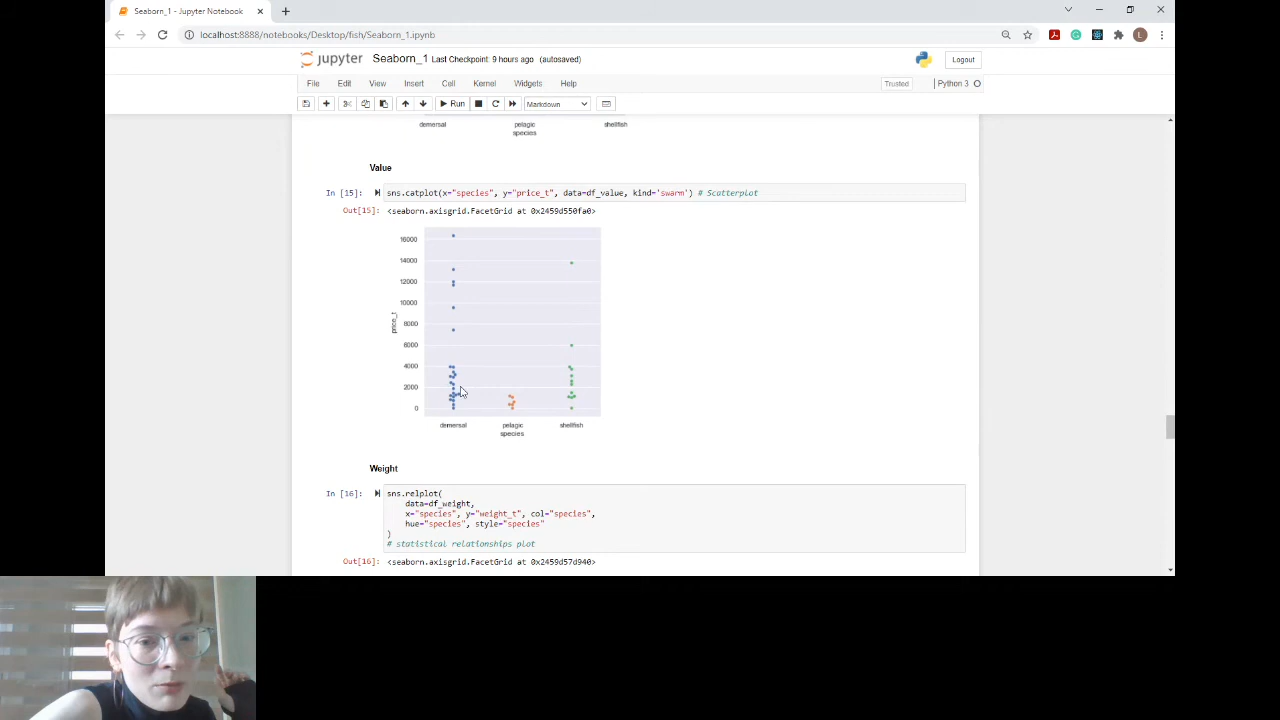 Seaborn_1 - Jupyter Notebook
localhost:8888/notebooks/Desktop/fish/Seaborn_1.ipynb
L
jupyter Seaborn_1 Last Checkpoint: 9 hours ago (autosaved)
Logout
File Edit View Insert Cell Kernel Widgets Help
Trusted
Python 3
Run
Markdown
demersal pelagic shellfish
species
Value
In [15]: sns.catplot(x="species", y="price_t", data=df_value, kind='swarm') # Scatterplot
Out[15]: <seaborn.axisgrid.FacetGrid at 0x2459d550fa0>
16000
14000
12000
10000
8000
6000
4000
2000
0
price_t
demersal pelagic shellfish
species
Weight
In [16]: sns.relplot(
data=df_weight,
x="species", y="weight_t", col="species",
hue="species", style="species"
)
# statistical relationships plot
Out[16]: <seaborn.axisgrid.FacetGrid at 0x2459d57d940>